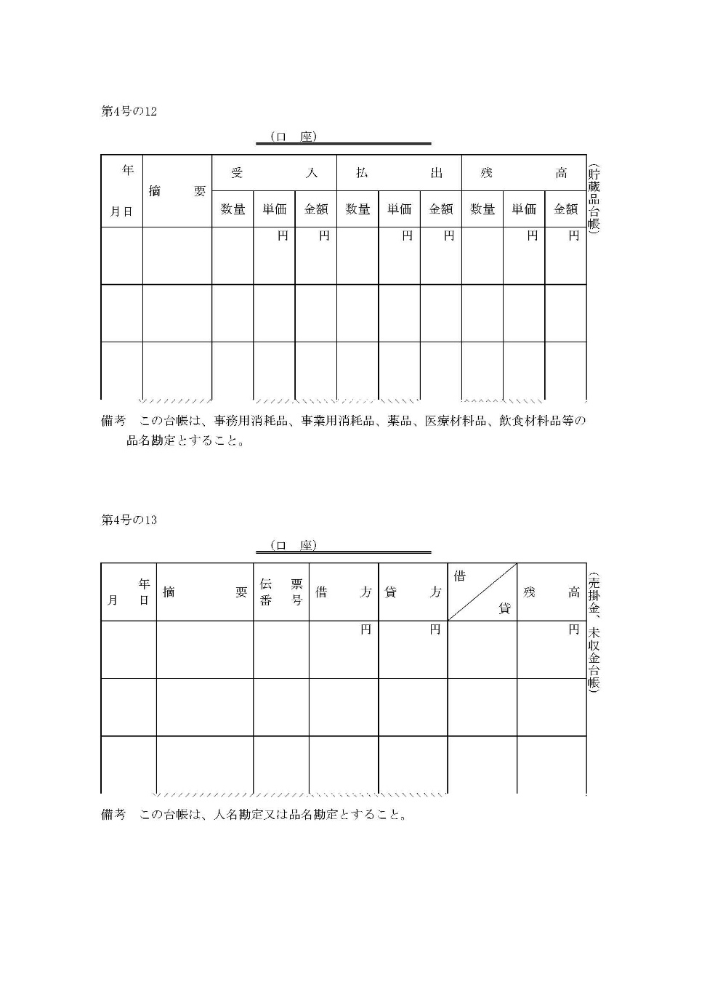 第4号の12
（口　座）
年
月日
摘　要
受　入
払　出
残　高
数量　単価　金額　数量　単価　金額　数量　単価　金額
円　円　円　円　円　円
（貯蔵品台帳）
備考　この台帳は、事務用消耗品、事業用消耗品、薬品、医療材料品、飲食材料品等の
品名勘定とすること。
第4号の13
（口　座）
年
月　日
摘　要
伝　票
番　号
借　方
貸　方
借
貸
残　高
円　円　円
（売掛金、未収金台帳）
備考　この台帳は、人名勘定又は品名勘定とすること。